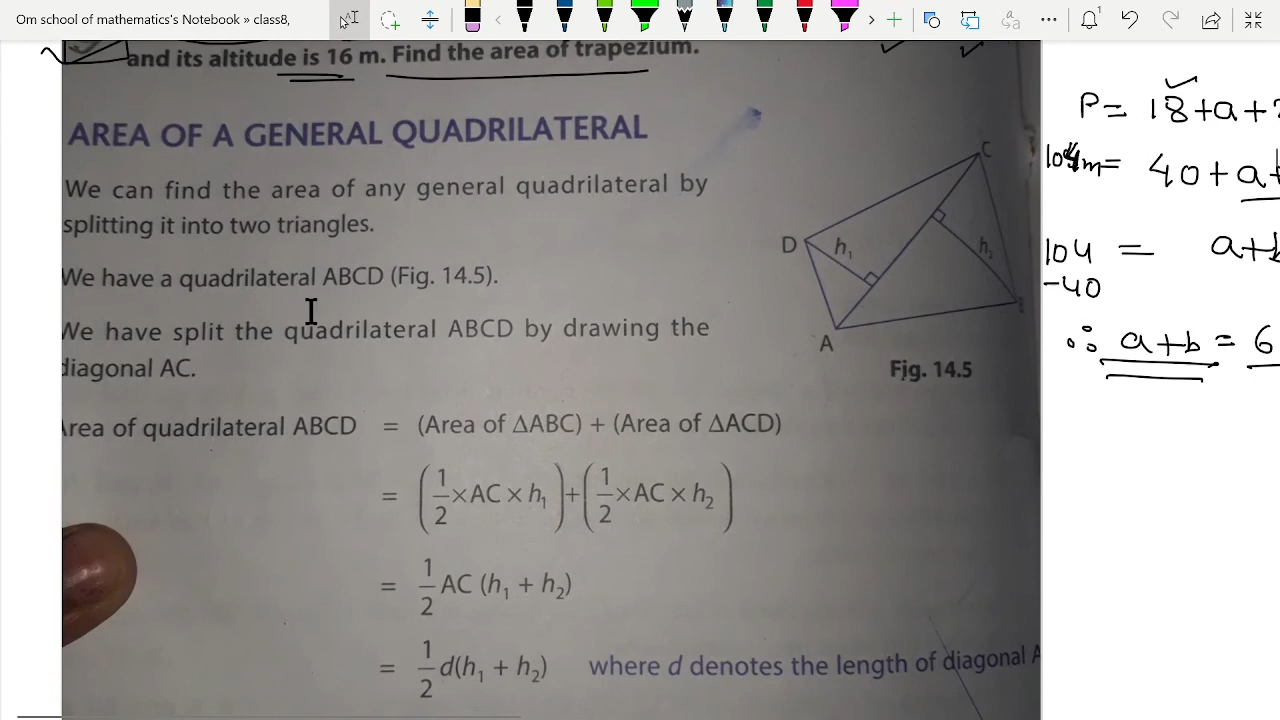 Om school of mathematics's Notebook » class8,
and its altitude is 16 m. Find the area of trapezium.
AREA OF A GENERAL QUADRILATERAL
We can find the area of any general quadrilateral by
splitting it into two triangles.
We have a quadrilateral ABCD (Fig. 14.5).
We have split the quadrilateral ABCD by drawing the
diagonal AC.
C
D
h₁
h₂
A
Fig. 14.5
Area of quadrilateral ABCD = (Area of ΔABC) + (Area of ΔACD)
= (1/2 × AC × h₁) + (1/2 × AC × h₂)
= 1/2 AC (h₁ + h₂)
= 1/2 d(h₁ + h₂) where d denotes the length of diagonal
P = 18 + a +
= 40 + a +
104 = a + b
-40
∴ a + b = 6